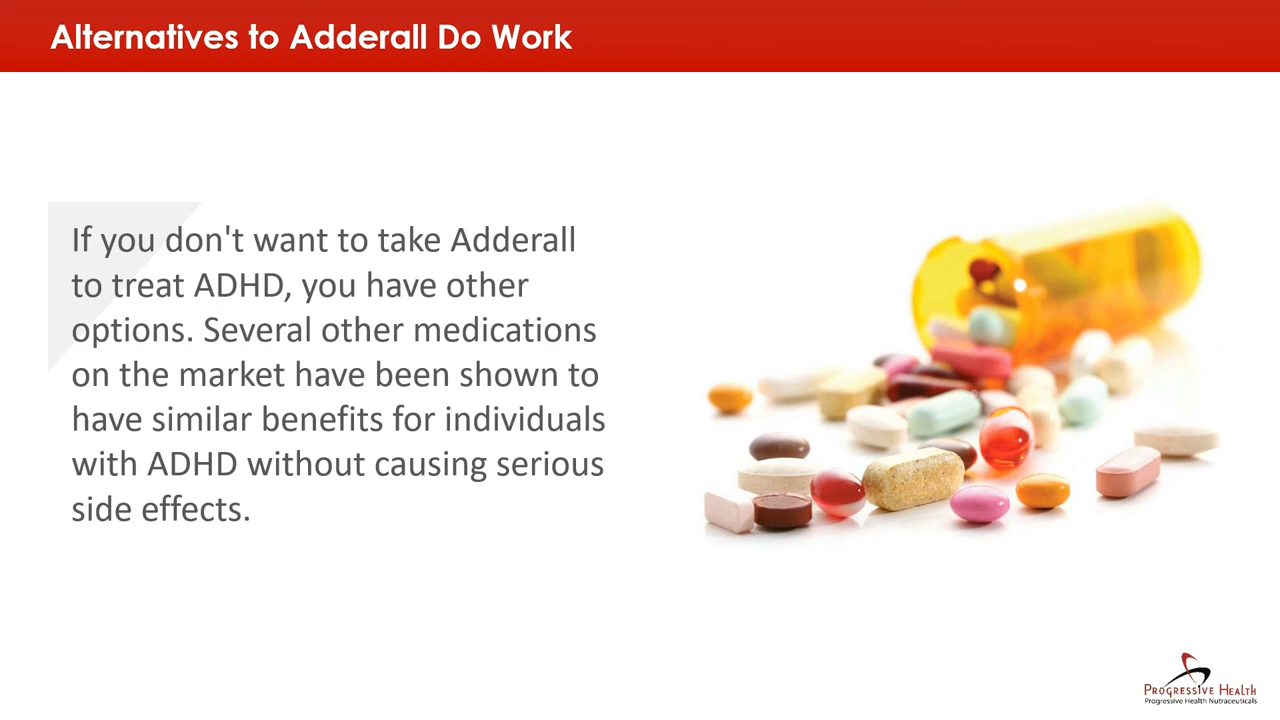 Alternatives to Adderall Do Work
If you don't want to take Adderall
to treat ADHD, you have other
options. Several other medications
on the market have been shown to
have similar benefits for individuals
with ADHD without causing serious
side effects.
Progressive Health
Progressive Health Nutraceuticals